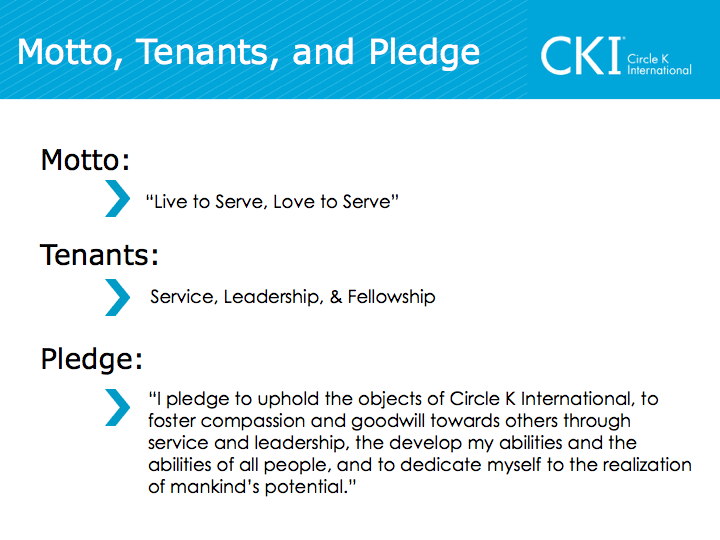 Motto, Tenants, and Pledge
CKI
Circle K
International
Motto:
“Live to Serve, Love to Serve”
Tenants:
Service, Leadership, & Fellowship
Pledge:
“I pledge to uphold the objects of Circle K International, to
foster compassion and goodwill towards others through
service and leadership, the develop my abilities and the
abilities of all people, and to dedicate myself to the realization
of mankind’s potential.”